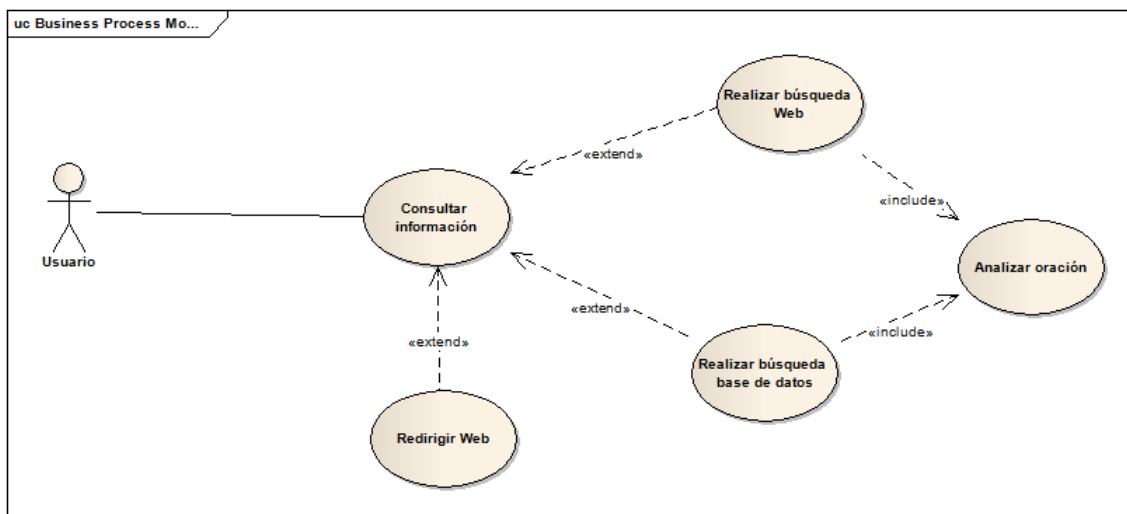 uc Business Process Mo...
Realizar búsqueda
Web
«extend»
Consultar
información
«include»
Usuario
Analizar oración
«extend»
«include»
«extend»
Realizar búsqueda
base de datos
Redirigir Web